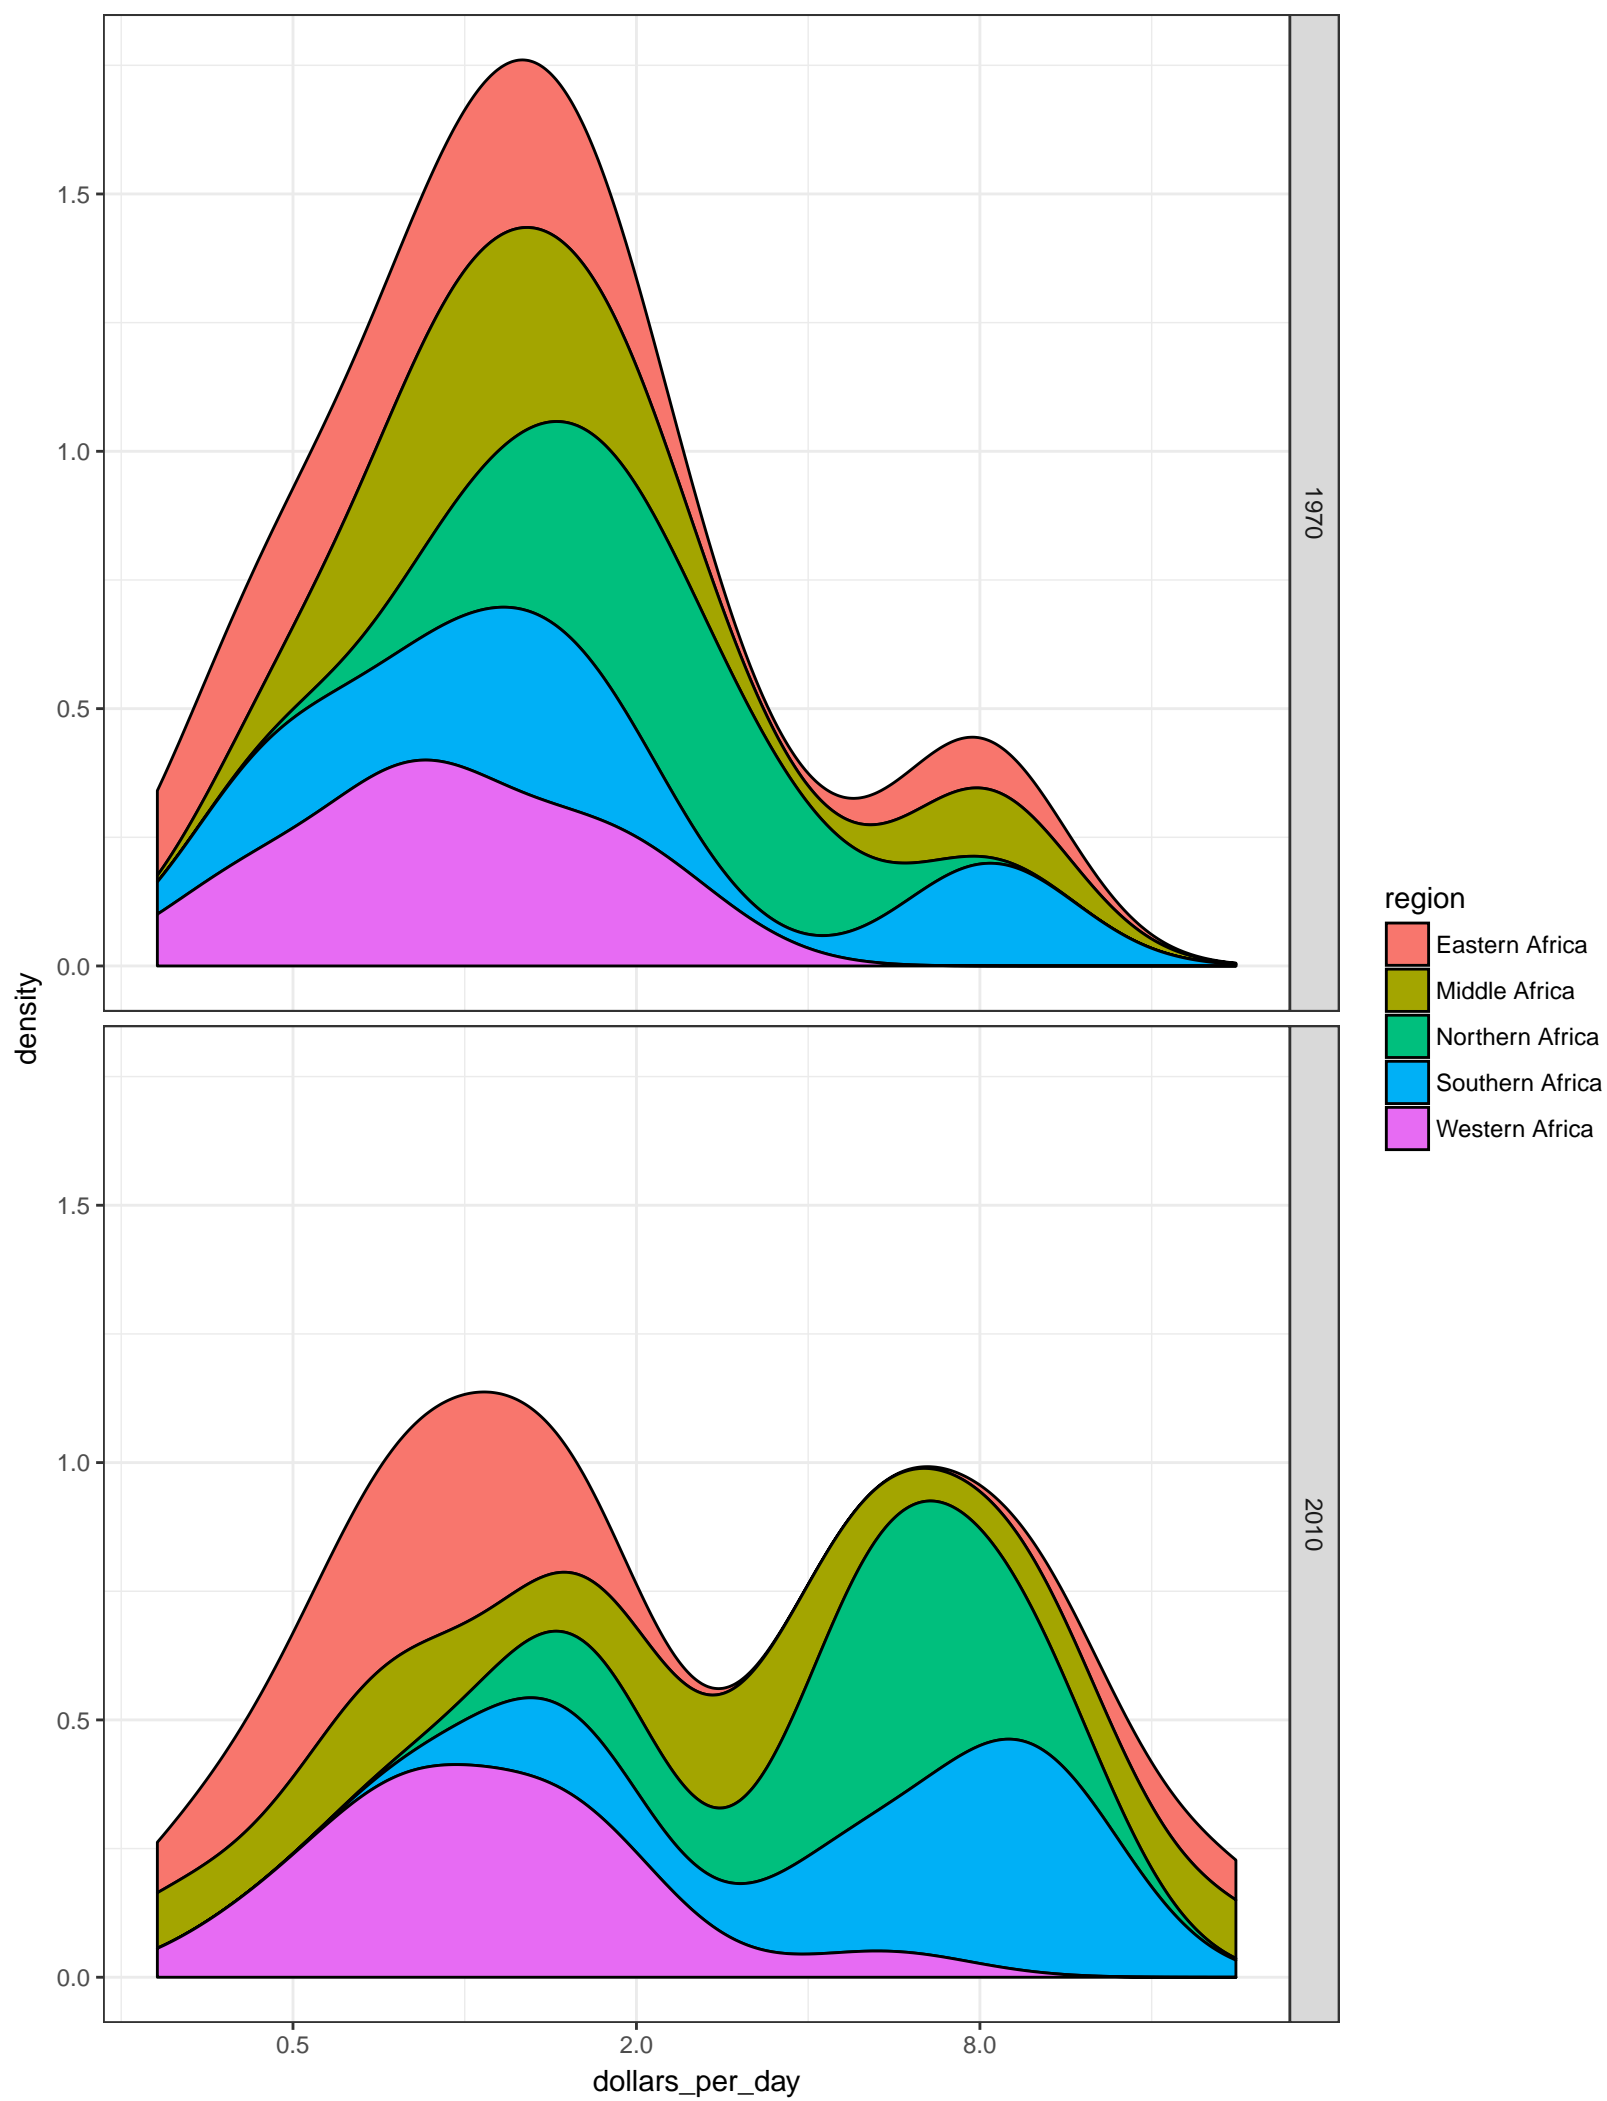 density
1.5
1.0
0.5
0.0
1970
1.5
1.0
0.5
0.0
2010
0.5
2.0
8.0
dollars_per_day
region
Eastern Africa
Middle Africa
Northern Africa
Southern Africa
Western Africa